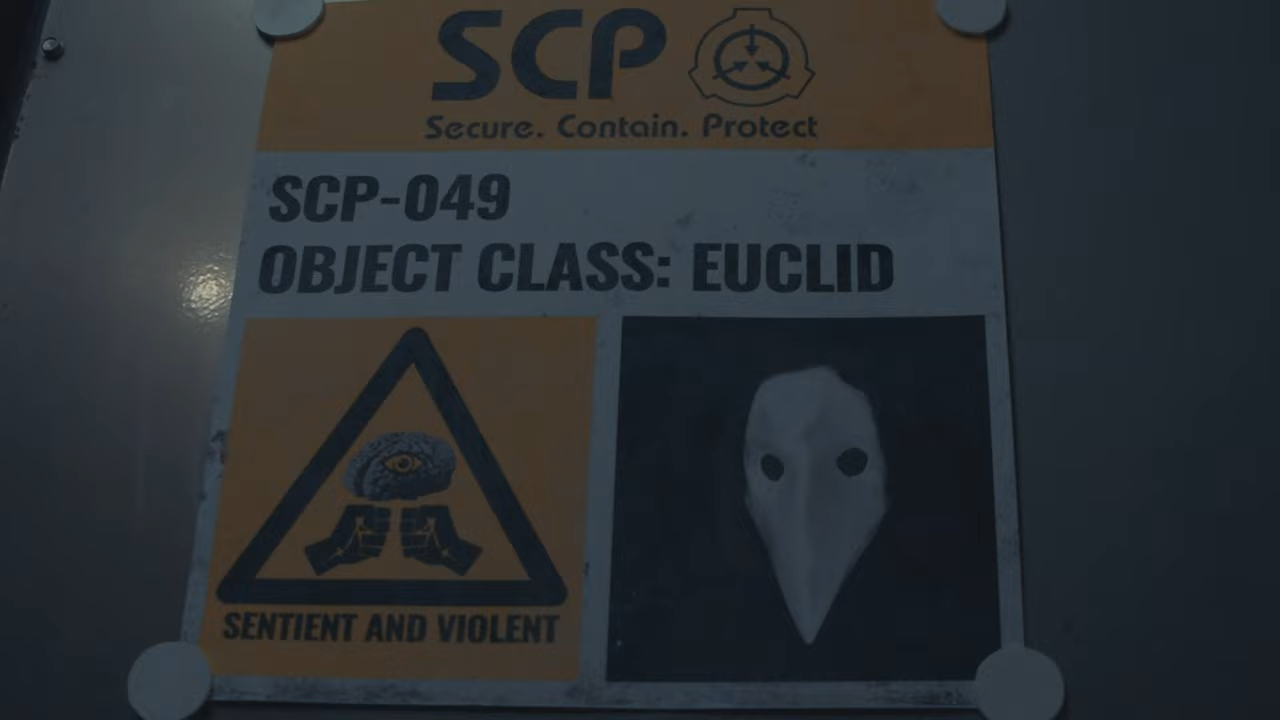 SCP
Secure. Contain. Protect
SCP-049
OBJECT CLASS: EUCLID
SENTIENT AND VIOLENT